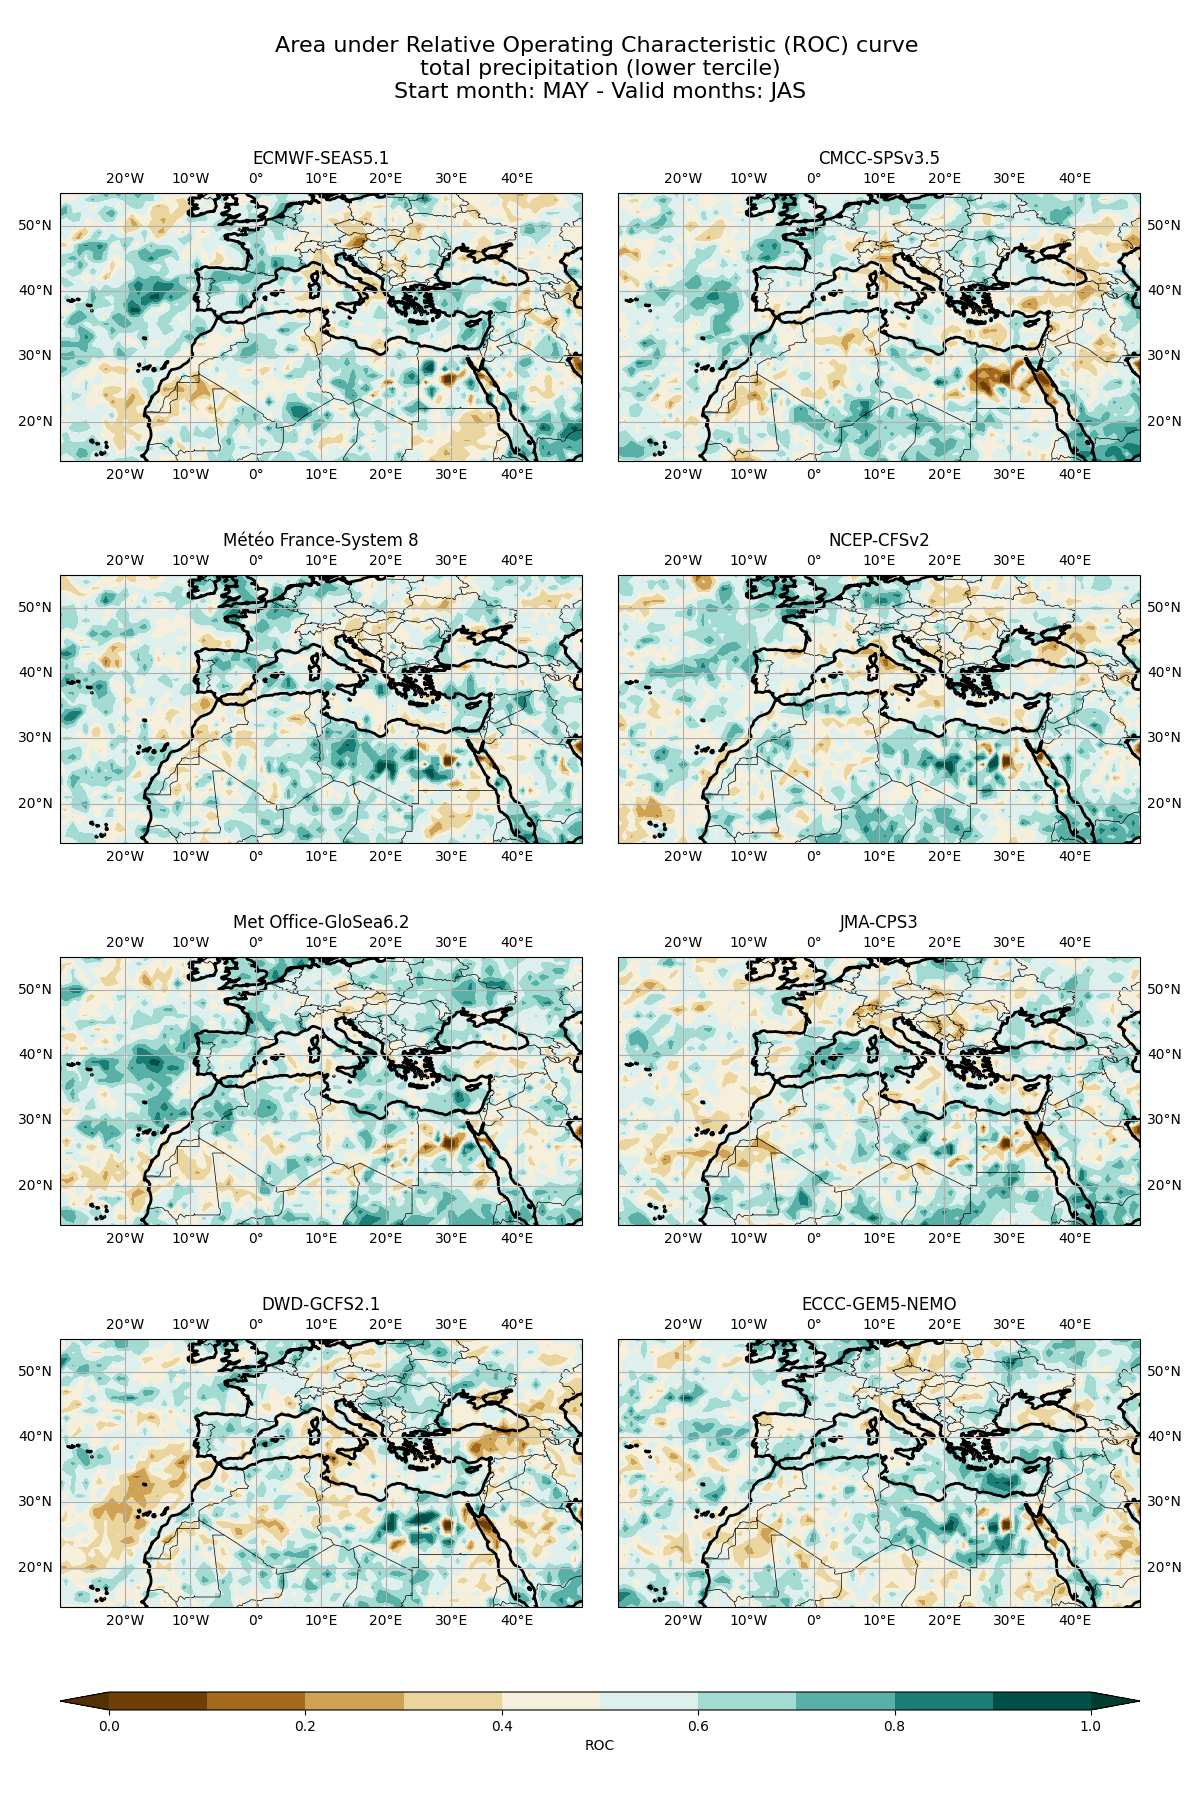 Area under Relative Operating Characteristic (ROC) curve
total precipitation (lower tercile)
Start month: MAY - Valid months: JAS
ECMWF-SEAS5.1
20°W 10°W 0° 10°E 20°E 30°E 40°E
50°N
40°N
30°N
20°N
20°W 10°W 0° 10°E 20°E 30°E 40°E
CMCC-SPSv3.5
20°W 10°W 0° 10°E 20°E 30°E 40°E
50°N
40°N
30°N
20°N
20°W 10°W 0° 10°E 20°E 30°E 40°E
Météo France-System 8
20°W 10°W 0° 10°E 20°E 30°E 40°E
50°N
40°N
30°N
20°N
20°W 10°W 0° 10°E 20°E 30°E 40°E
NCEP-CFSv2
20°W 10°W 0° 10°E 20°E 30°E 40°E
50°N
40°N
30°N
20°N
20°W 10°W 0° 10°E 20°E 30°E 40°E
Met Office-GloSea6.2
20°W 10°W 0° 10°E 20°E 30°E 40°E
50°N
40°N
30°N
20°N
20°W 10°W 0° 10°E 20°E 30°E 40°E
JMA-CPS3
20°W 10°W 0° 10°E 20°E 30°E 40°E
50°N
40°N
30°N
20°N
20°W 10°W 0° 10°E 20°E 30°E 40°E
DWD-GCFS2.1
20°W 10°W 0° 10°E 20°E 30°E 40°E
50°N
40°N
30°N
20°N
20°W 10°W 0° 10°E 20°E 30°E 40°E
ECCC-GEM5-NEMO
20°W 10°W 0° 10°E 20°E 30°E 40°E
50°N
40°N
30°N
20°N
20°W 10°W 0° 10°E 20°E 30°E 40°E
0.0 0.2 0.4 0.6 0.8 1.0
ROC